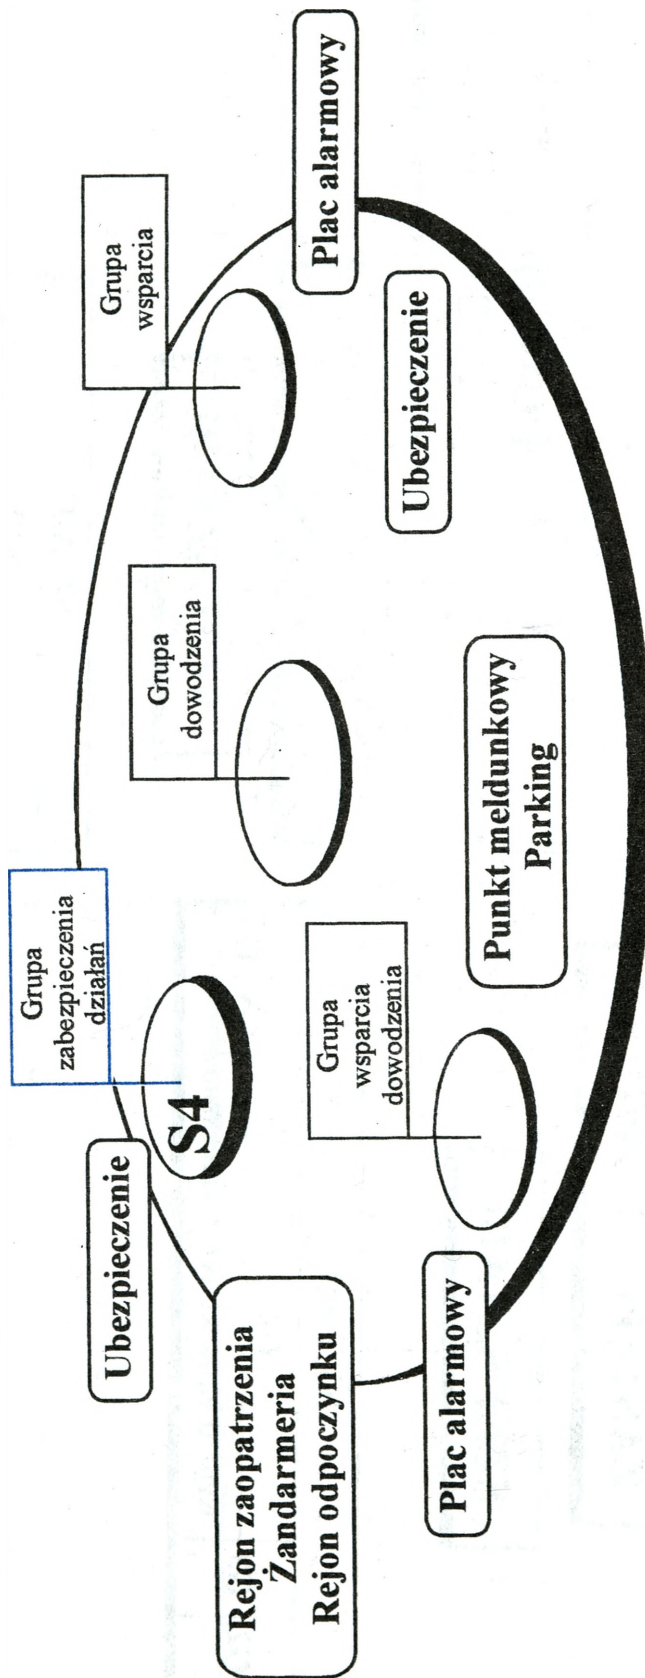 Grupa
zabezpieczenia
działań
Grupa
wsparcia
Grupa
dowodzenia
Ubezpieczenie
S4
Plac alarmowy
Rejon zaopatrzenia
Żandarmeria
Rejon odpoczynku
Grupa
wsparcia
dowodzenia
Ubezpieczenie
Punkt meldunkowy
Parking
Plac alarmowy